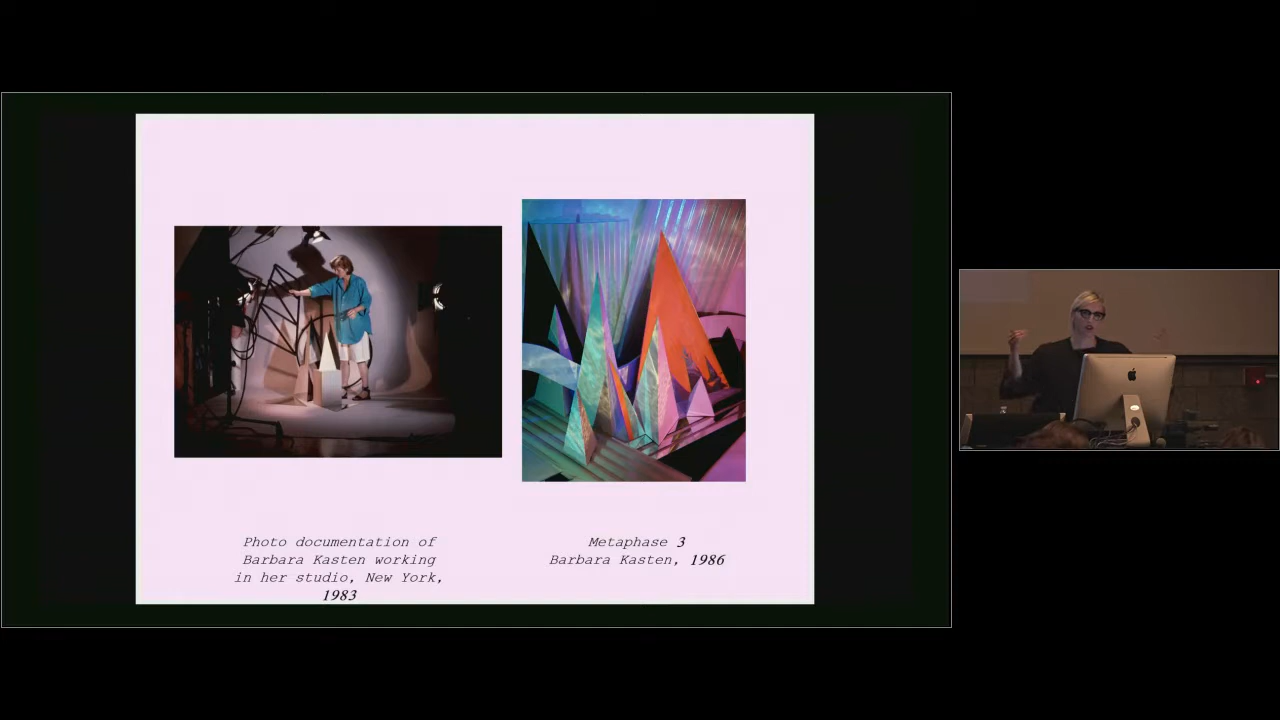 Photo documentation of
Barbara Kasten working
in her studio, New York,
1983
Metaphase 3
Barbara Kasten, 1986